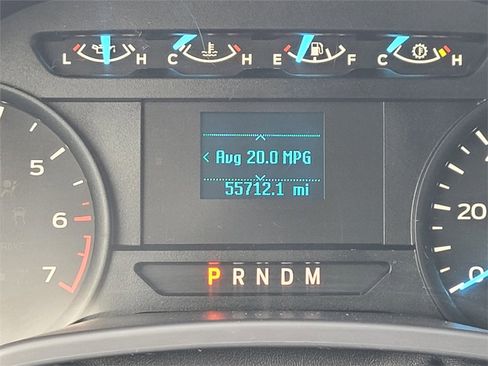 L H C H E F C H
< Avg 20.0 MPG
55712.1 mi
5
6
7
20
0
P R N D M